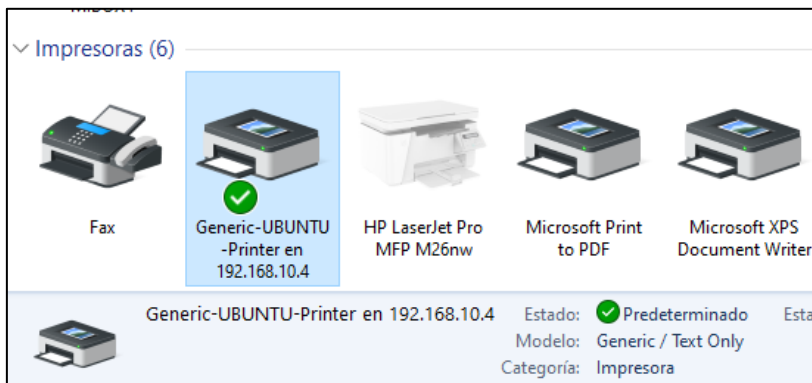 Impresoras (6)
Fax
Generic-UBUNTU
-Printer en
192.168.10.4
HP LaserJet Pro
MFP M26nw
Microsoft Print
to PDF
Microsoft XPS
Document Writer
Generic-UBUNTU-Printer en 192.168.10.4
Estado: Predeterminado Esta
Modelo: Generic / Text Only
Categoría: Impresora